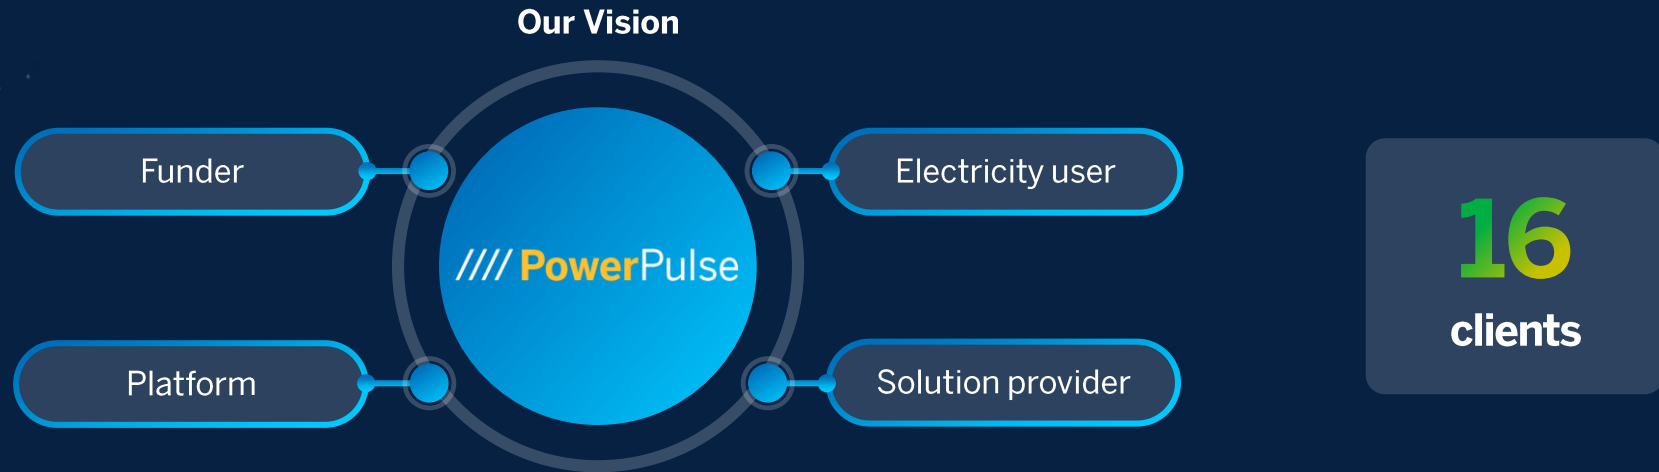 Our Vision
Funder
Electricity user
//// PowerPulse
Platform
Solution provider
16
clients